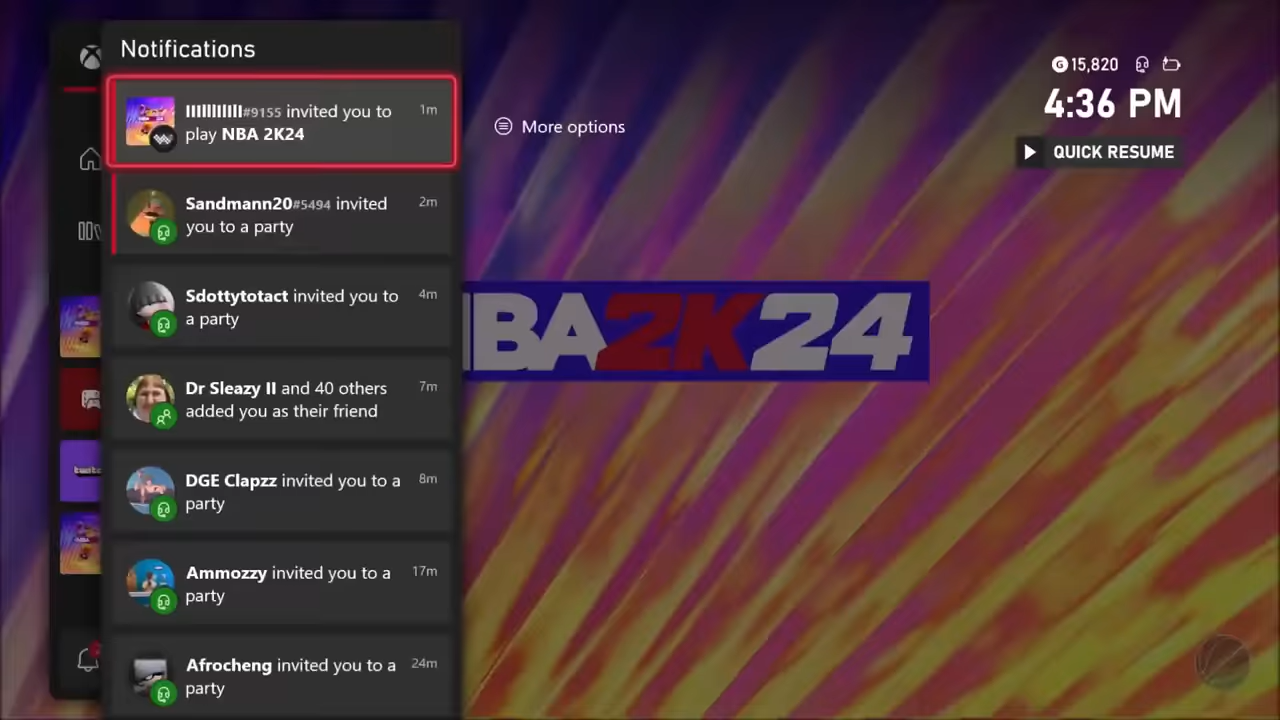 Notifications
llllllllll#9155 invited you to
play NBA 2K24
1m
Sandmann20#5494 invited
you to a party
2m
Sdottytotact invited you to
a party
4m
Dr Sleazy II and 40 others
added you as their friend
7m
DGE Clapzz invited you to a
party
8m
Ammozzy invited you to a
party
17m
Afrocheng invited you to a
party
24m
More options
G 15,820
4:36 PM
QUICK RESUME
NBA2K24